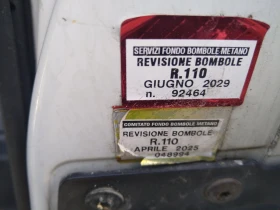 SERVIZI FONDO BOMBOLE METANO
REVISIONE BOMBOLE
R.110
GIUGNO 2029
n. 92464
COMITATO FONDO BOMBOLE METANO
REVISIONE BOMBOLE
R.110
APRILE 2025
048924